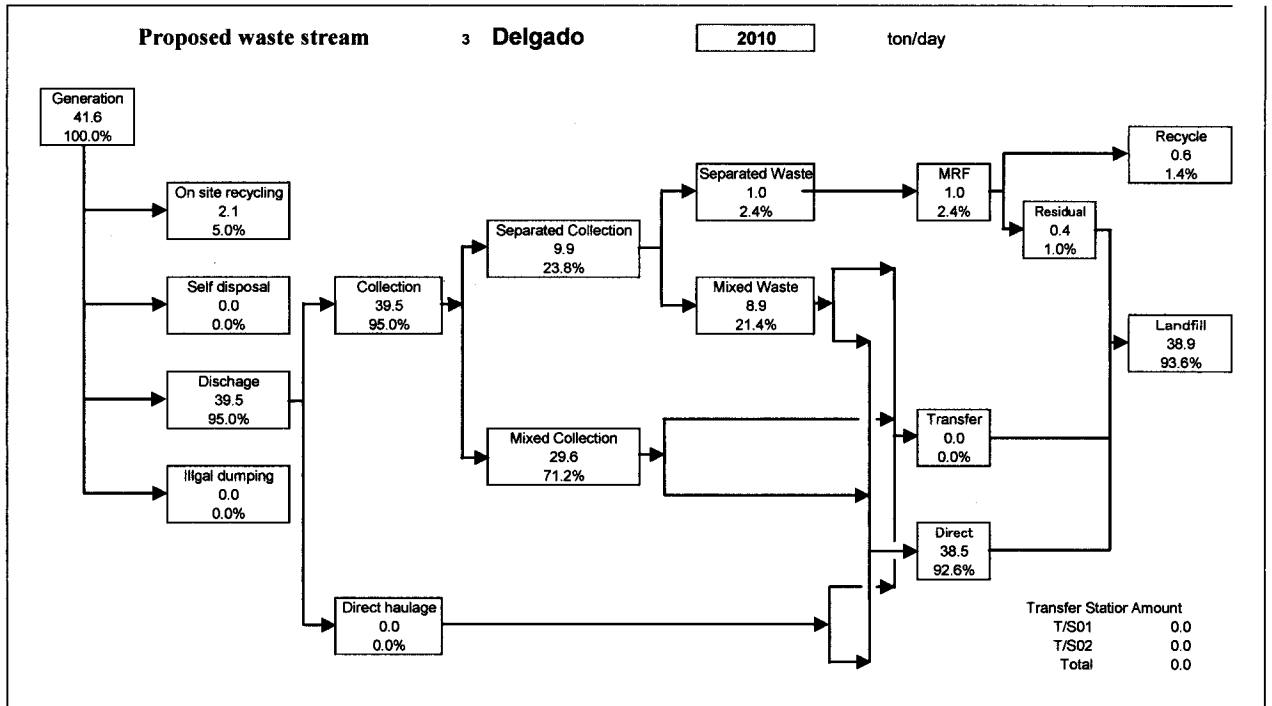 Proposed waste stream 3 Delgado 2010 ton/day
Generation
41.6
100.0%
On site recycling
2.1
5.0%
Self disposal
0.0
0.0%
Dischage
39.5
95.0%
Illgal dumping
0.0
0.0%
Collection
39.5
95.0%
Direct haulage
0.0
0.0%
Separated Collection
9.9
23.8%
Mixed Collection
29.6
71.2%
Separated Waste
1.0
2.4%
Mixed Waste
8.9
21.4%
MRF
1.0
2.4%
Recycle
0.6
1.4%
Residual
0.4
1.0%
Transfer
0.0
0.0%
Direct
38.5
92.6%
Landfill
38.9
93.6%
Transfer Statior Amount
T/S01 0.0
T/S02 0.0
Total 0.0